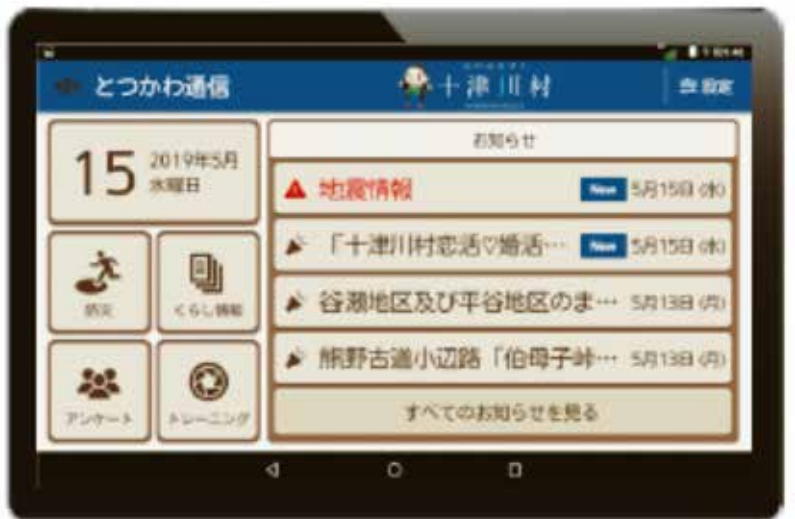 とつかわ通信
十津川村
設定
15
2019年5月
水曜日
お知らせ
地震情報 New 5月15日(水)
「十津川村恋活♡婚活… New 5月15日(水)
谷瀬地区及び平谷地区のま… 5月13日(月)
熊野古道小辺路「伯母子峠… 5月13日(月)
すべてのお知らせを見る
防災
くらし情報
アンケート
トレーニング